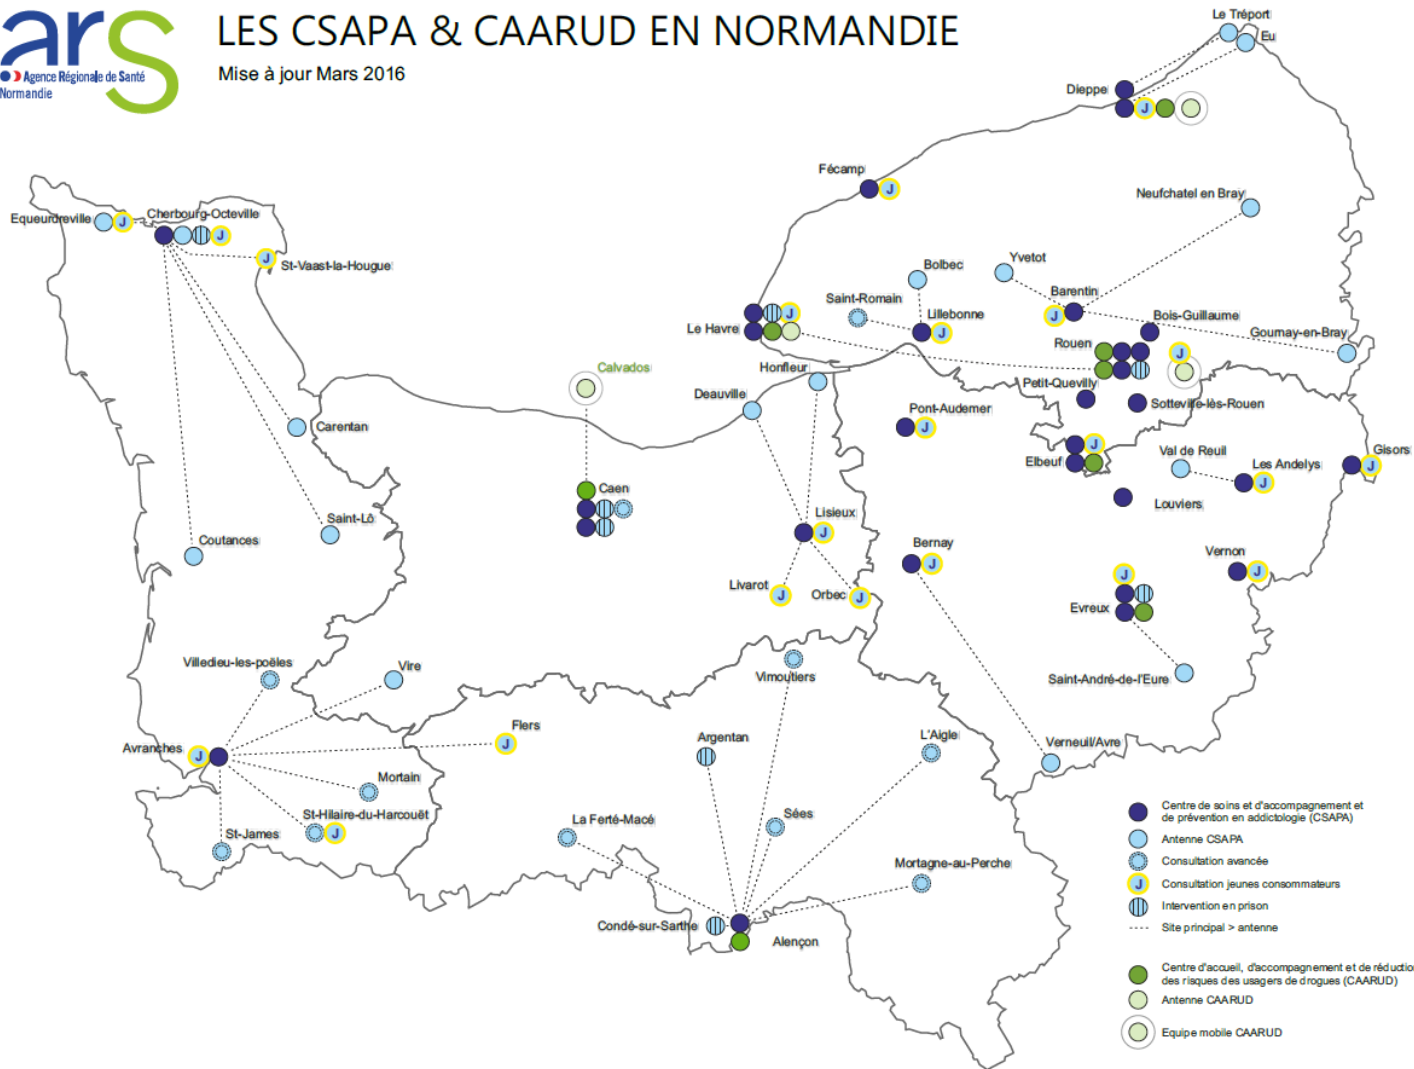 ars
Agence Régionale de Santé
Normandie
LES CSAPA & CAARUD EN NORMANDIE
Mise à jour Mars 2016
Le Tréport
Eu
Dieppe
J
Fécamp
J
Neufchatel en Bray
Equeurdreville
J
Cherbourg-Octeville
J
J
St-Vaast-la-Hougue
Bolbec
Yvetot
Saint-Romain
Barentin
J
Lillebonne
J
Le Havre
J
Bois-Guillaume
Rouen
J
Gournay-en-Bray
Calvados
Honfleur
Deauville
Petit-Quevilly
Sotteville-lès-Rouen
Pont-Audemer
J
Carentan
Elbeuf
J
Val de Reuil
Les Andelys
J
Gisors
J
Caen
Louviers
Saint-Lô
Coutances
Lisieux
J
Bernay
J
Vernon
J
Livarot
J
Orbec
J
J
Evreux
Villedieu-les-poëles
Vire
Vimoutiers
Saint-André-de-l'Eure
Flers
J
Avranches
J
Argentan
L'Aigle
Verneuil/Avre
Mortain
St-Hilaire-du-Harcouët
J
St-James
La Ferté-Macé
Sées
Mortagne-au-Perche
Condé-sur-Sarthe
Alençon
Centre de soins et d'accompagnement et
de prévention en addictologie (CSAPA)
Antenne CSAPA
Consultation avancée
J
Consultation jeunes consommateurs
Intervention en prison
Site principal > antenne
Centre d'accueil, d'accompagnement et de réductio
des risques des usagers de drogues (CAARUD)
Antenne CAARUD
Equipe mobile CAARUD